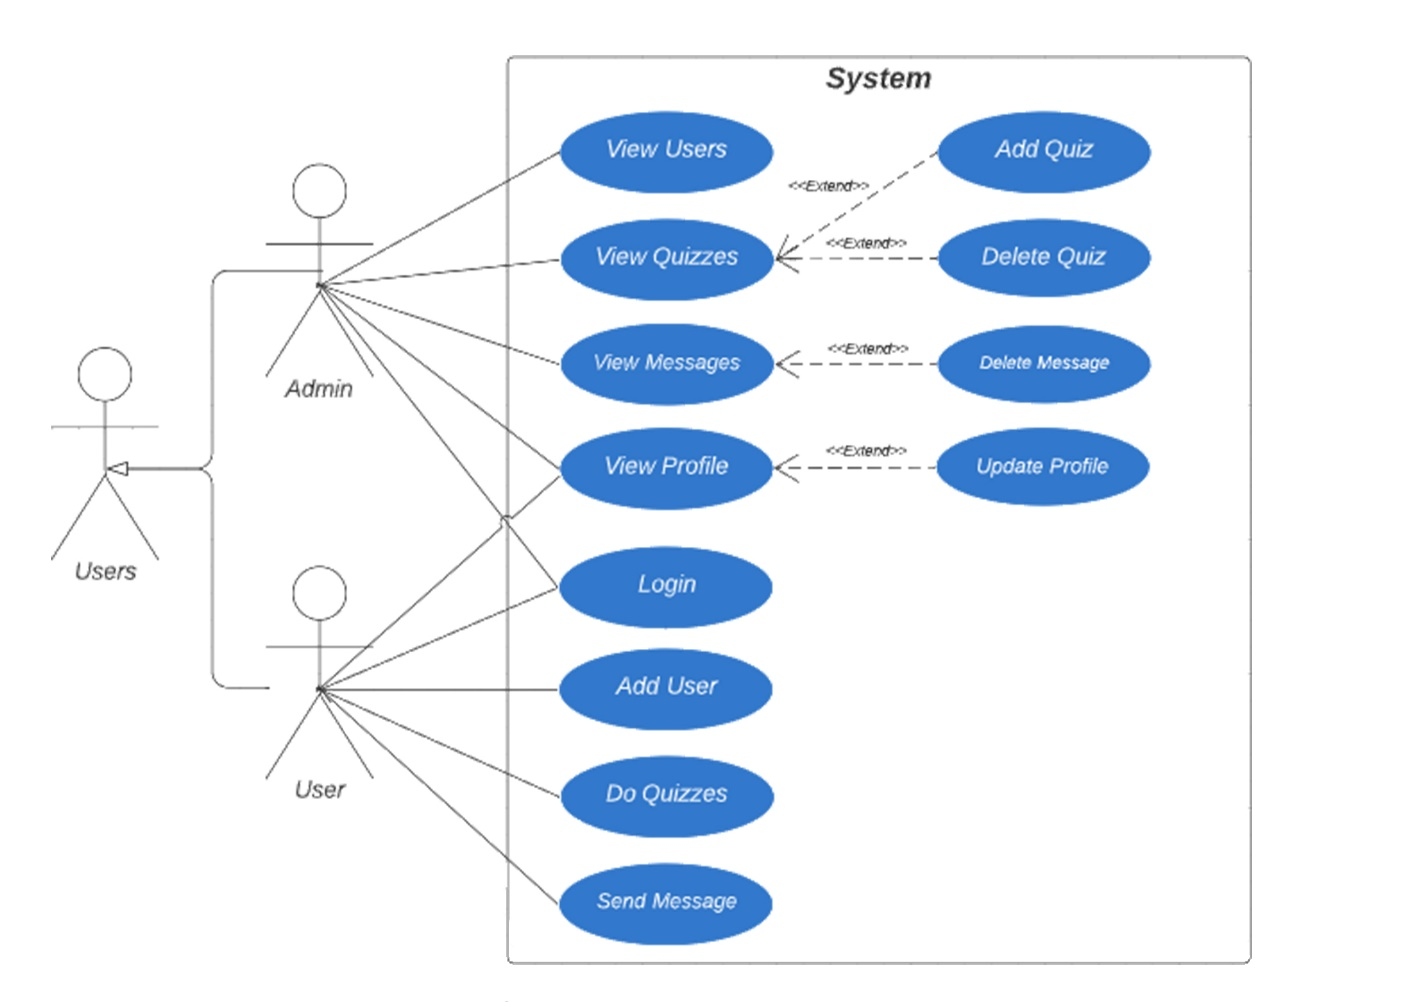 System
View Users
Add Quiz
<<Extend>>
View Quizzes
<<Extend>>
Delete Quiz
View Messages
<<Extend>>
Delete Message
Admin
View Profile
<<Extend>>
Update Profile
Users
Login
Add User
User
Do Quizzes
Send Message